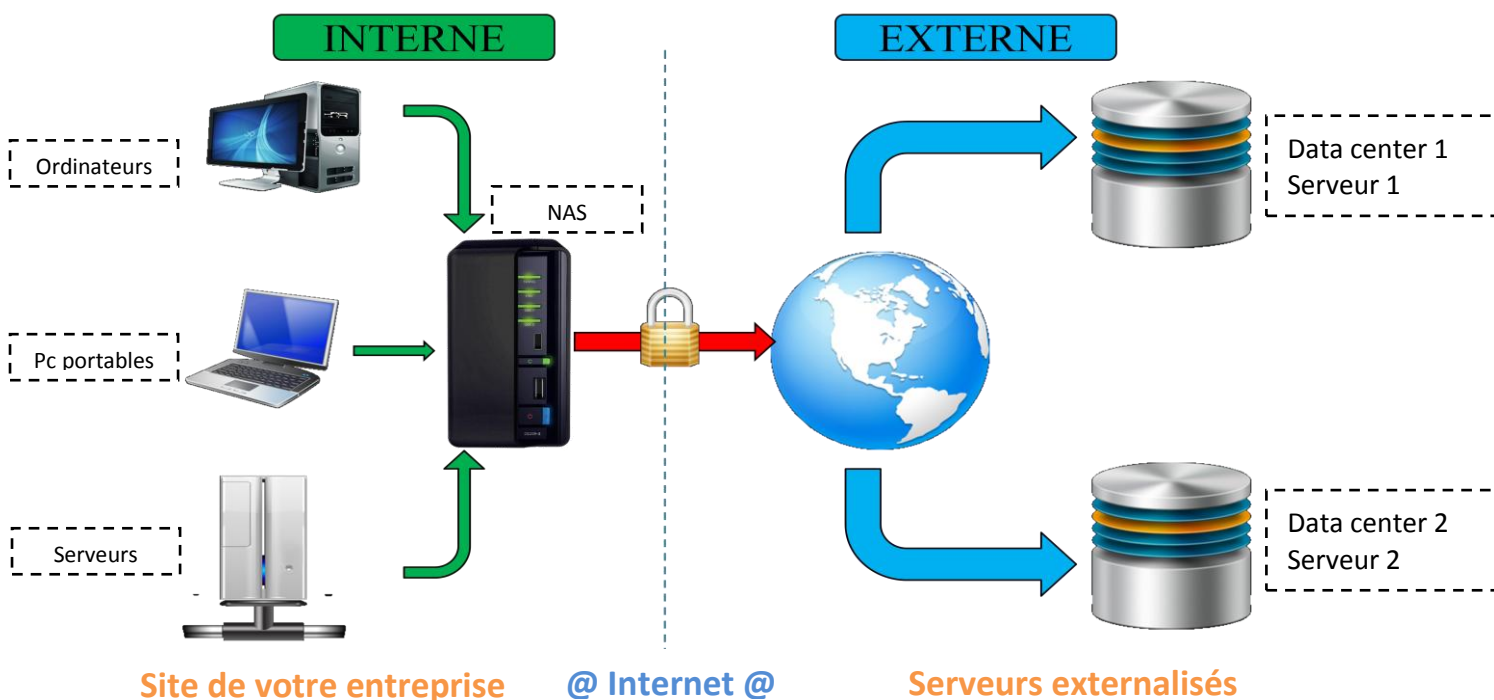 INTERNE
EXTERNE
Ordinateurs
NAS
Data center 1
Serveur 1
Pc portables
Serveurs
Data center 2
Serveur 2
Site de votre entreprise
@ Internet @
Serveurs externalisés